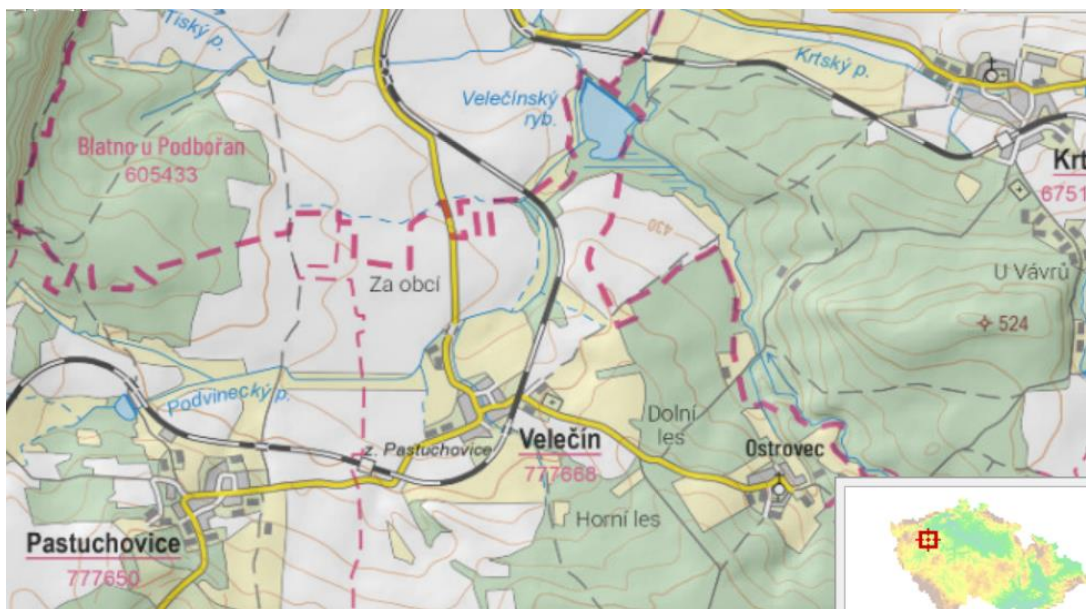 Tiský p.
Krtský p.
Velečínský
ryb.
Blatno u Podbořan
605433
Krt
6751
430
Za obcí
U Vávrů
524
Podvinecký p.
Dolní
les
Velečín
777668
z. Pastuchovice
Ostrovec
Horní les
Pastuchovice
777650